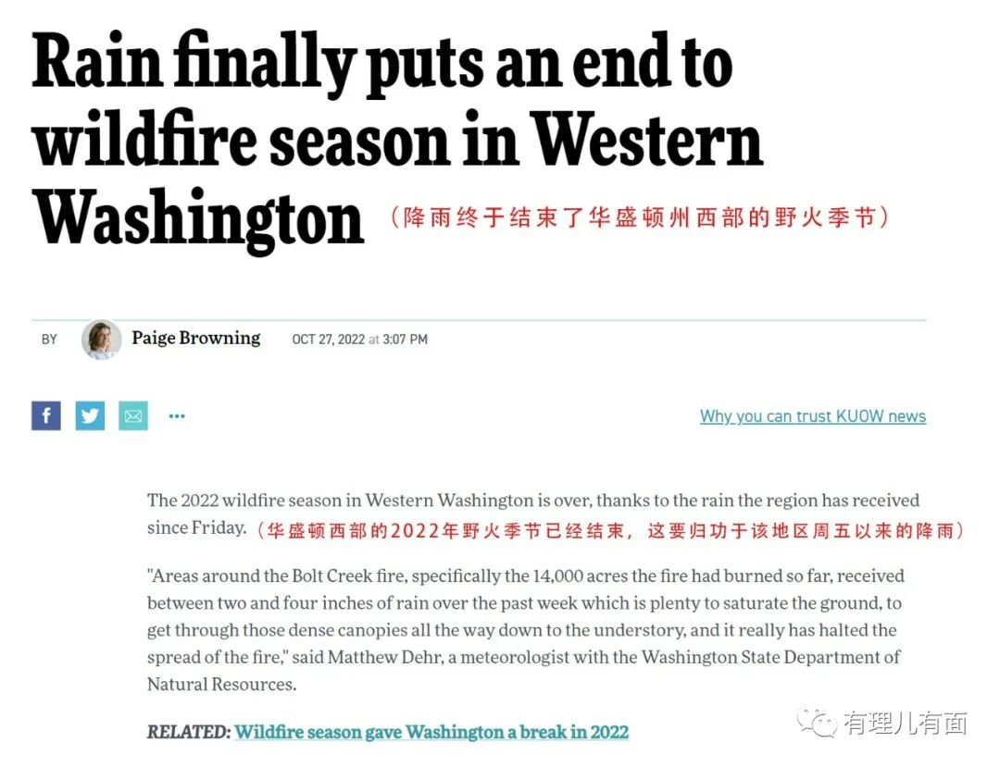 Rain finally puts an end to
wildfire season in Western
Washington （降雨终于结束了华盛顿州西部的野火季节）
BY Paige Browning OCT 27, 2022 at 3:07 PM
f ...
Why you can trust KUOW news
The 2022 wildfire season in Western Washington is over, thanks to the rain the region has received
since Friday.（华盛顿西部的2022年野火季节已经结束，这要归功于该地区周五以来的降雨）
"Areas around the Bolt Creek fire, specifically the 14,000 acres the fire had burned so far, received
between two and four inches of rain over the past week which is plenty to saturate the ground, to
get through those dense canopies all the way down to the understory, and it really has halted the
spread of the fire," said Matthew Dehr, a meteorologist with the Washington State Department of
Natural Resources.
RELATED: Wildfire season gave Washington a break in 2022
有理儿有面